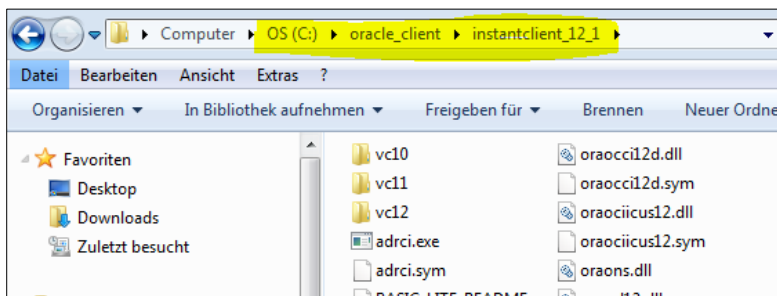 Computer OS (C:) oracle_client instantclient_12_1
Datei Bearbeiten Ansicht Extras ?
Organisieren In Bibliothek aufnehmen Freigeben für Brennen Neuer Ordne
Favoriten
Desktop
Downloads
Zuletzt besucht
vc10
vc11
vc12
adrci.exe
adrci.sym
BASIC_LITE_README
oraocci12d.dll
oraocci12d.sym
oraociicus12.dll
oraociicus12.sym
oraons.dll